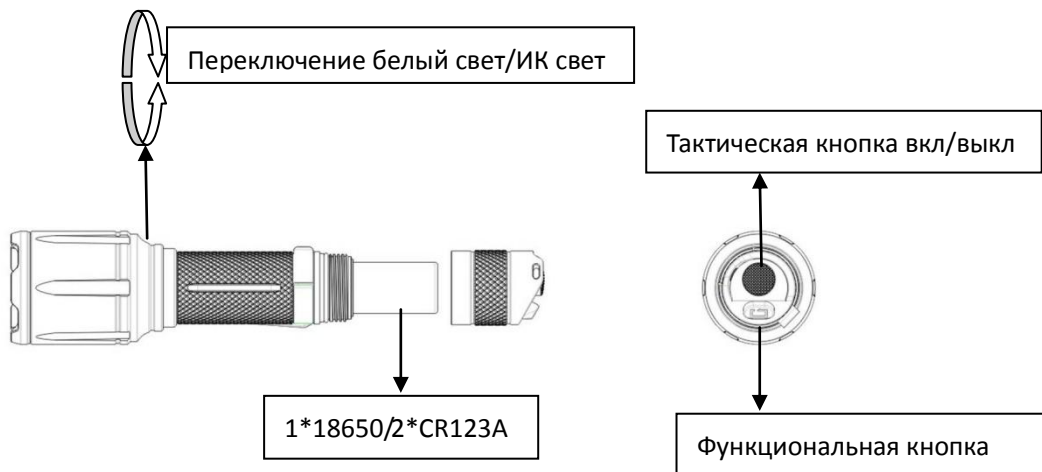 Переключение белый свет/ИК свет
Тактическая кнопка вкл/выкл
1*18650/2*CR123A
Функциональная кнопка